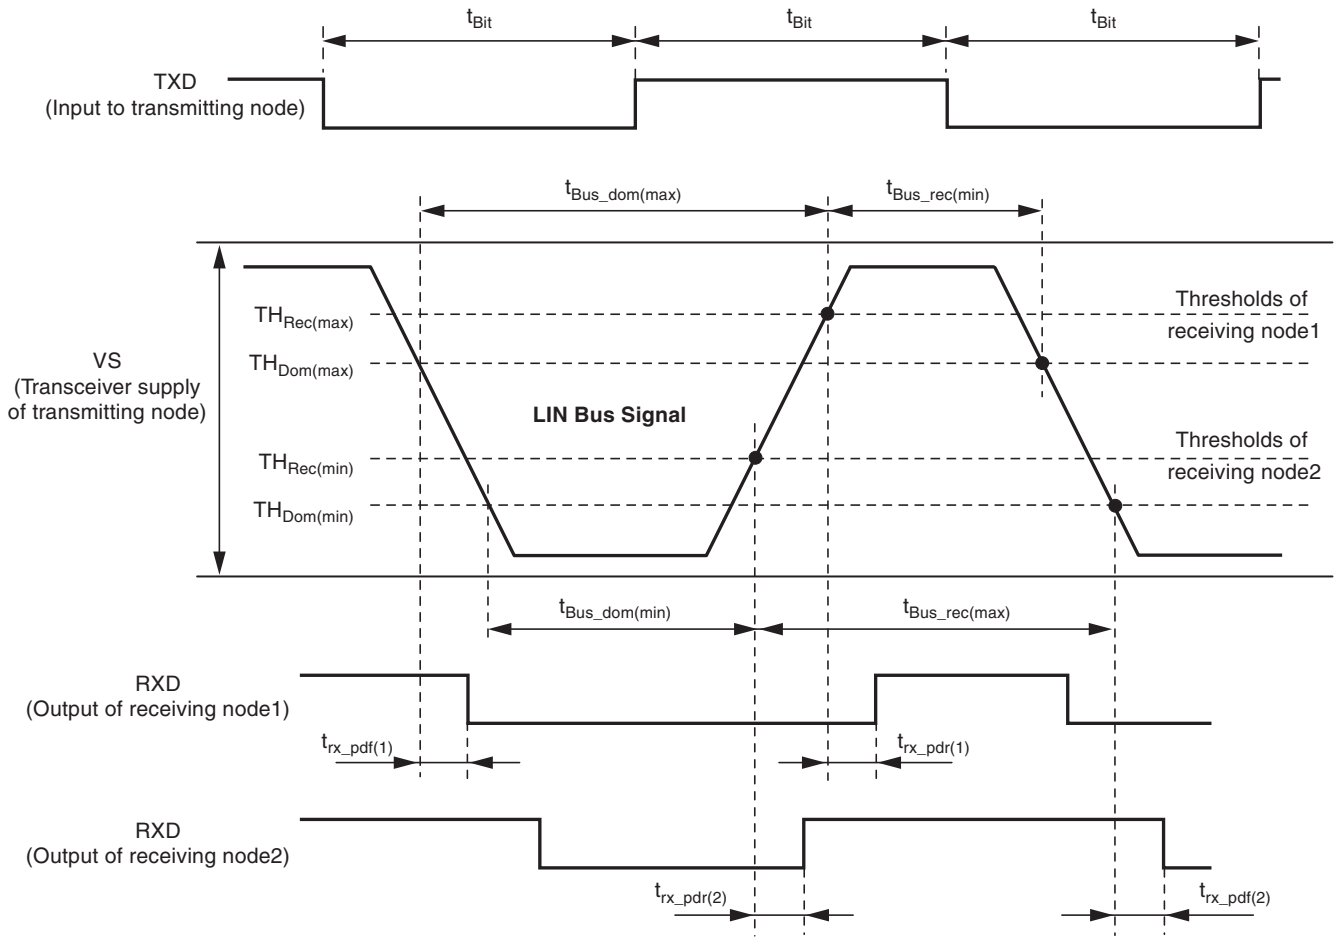 tBit
tBit
tBit
TXD
(Input to transmitting node)
tBus_dom(max)
tBus_rec(min)
THRec(max)
Thresholds of
receiving node1
VS
(Transceiver supply
of transmitting node)
THDom(max)
LIN Bus Signal
THRec(min)
Thresholds of
receiving node2
THDom(min)
tBus_dom(min)
tBus_rec(max)
RXD
(Output of receiving node1)
trx_pdf(1)
trx_pdr(1)
RXD
(Output of receiving node2)
trx_pdr(2)
trx_pdf(2)